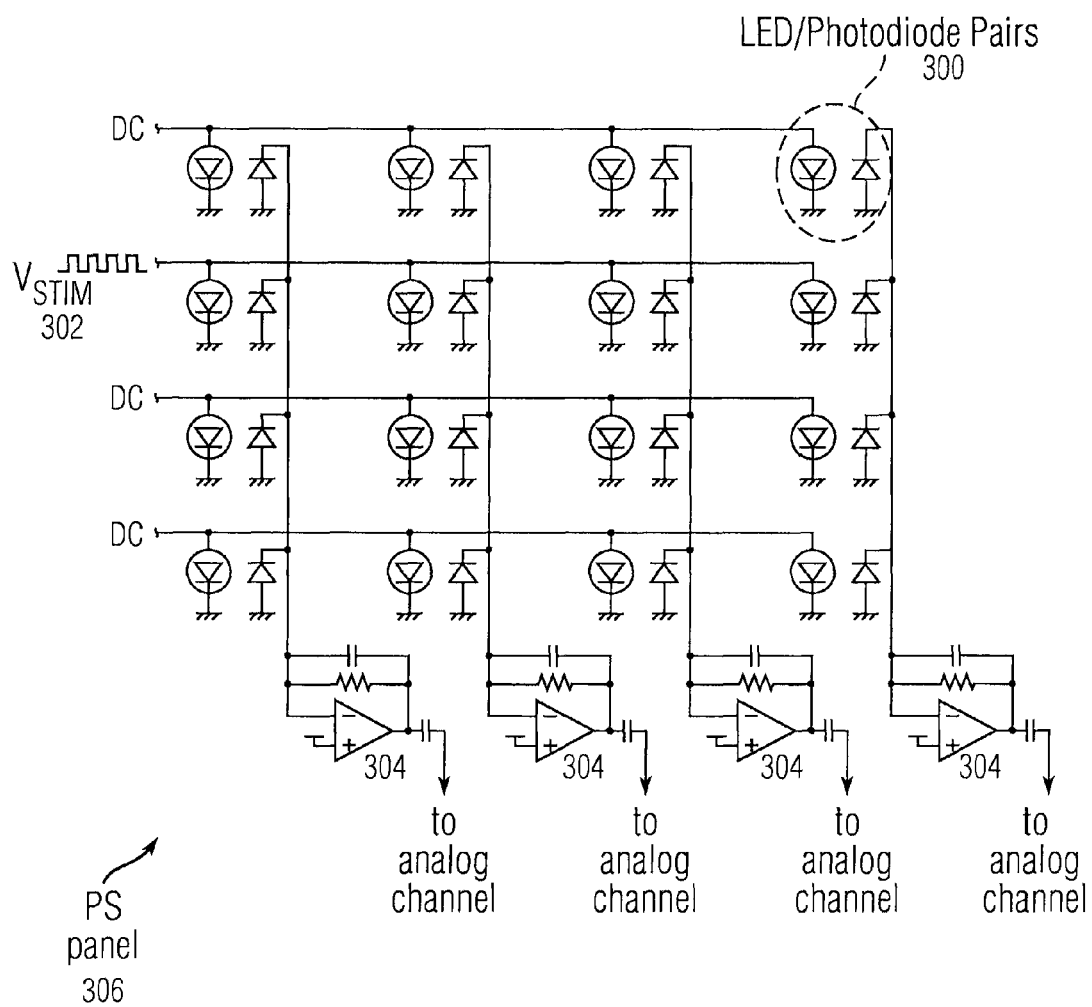 LED/Photodiode Pairs
300
DC
VSTIM
302
DC
DC
− − − −
+ + + +
304 304 304 304
to to to to
analog analog analog analog
channel channel channel channel
PS
panel
306